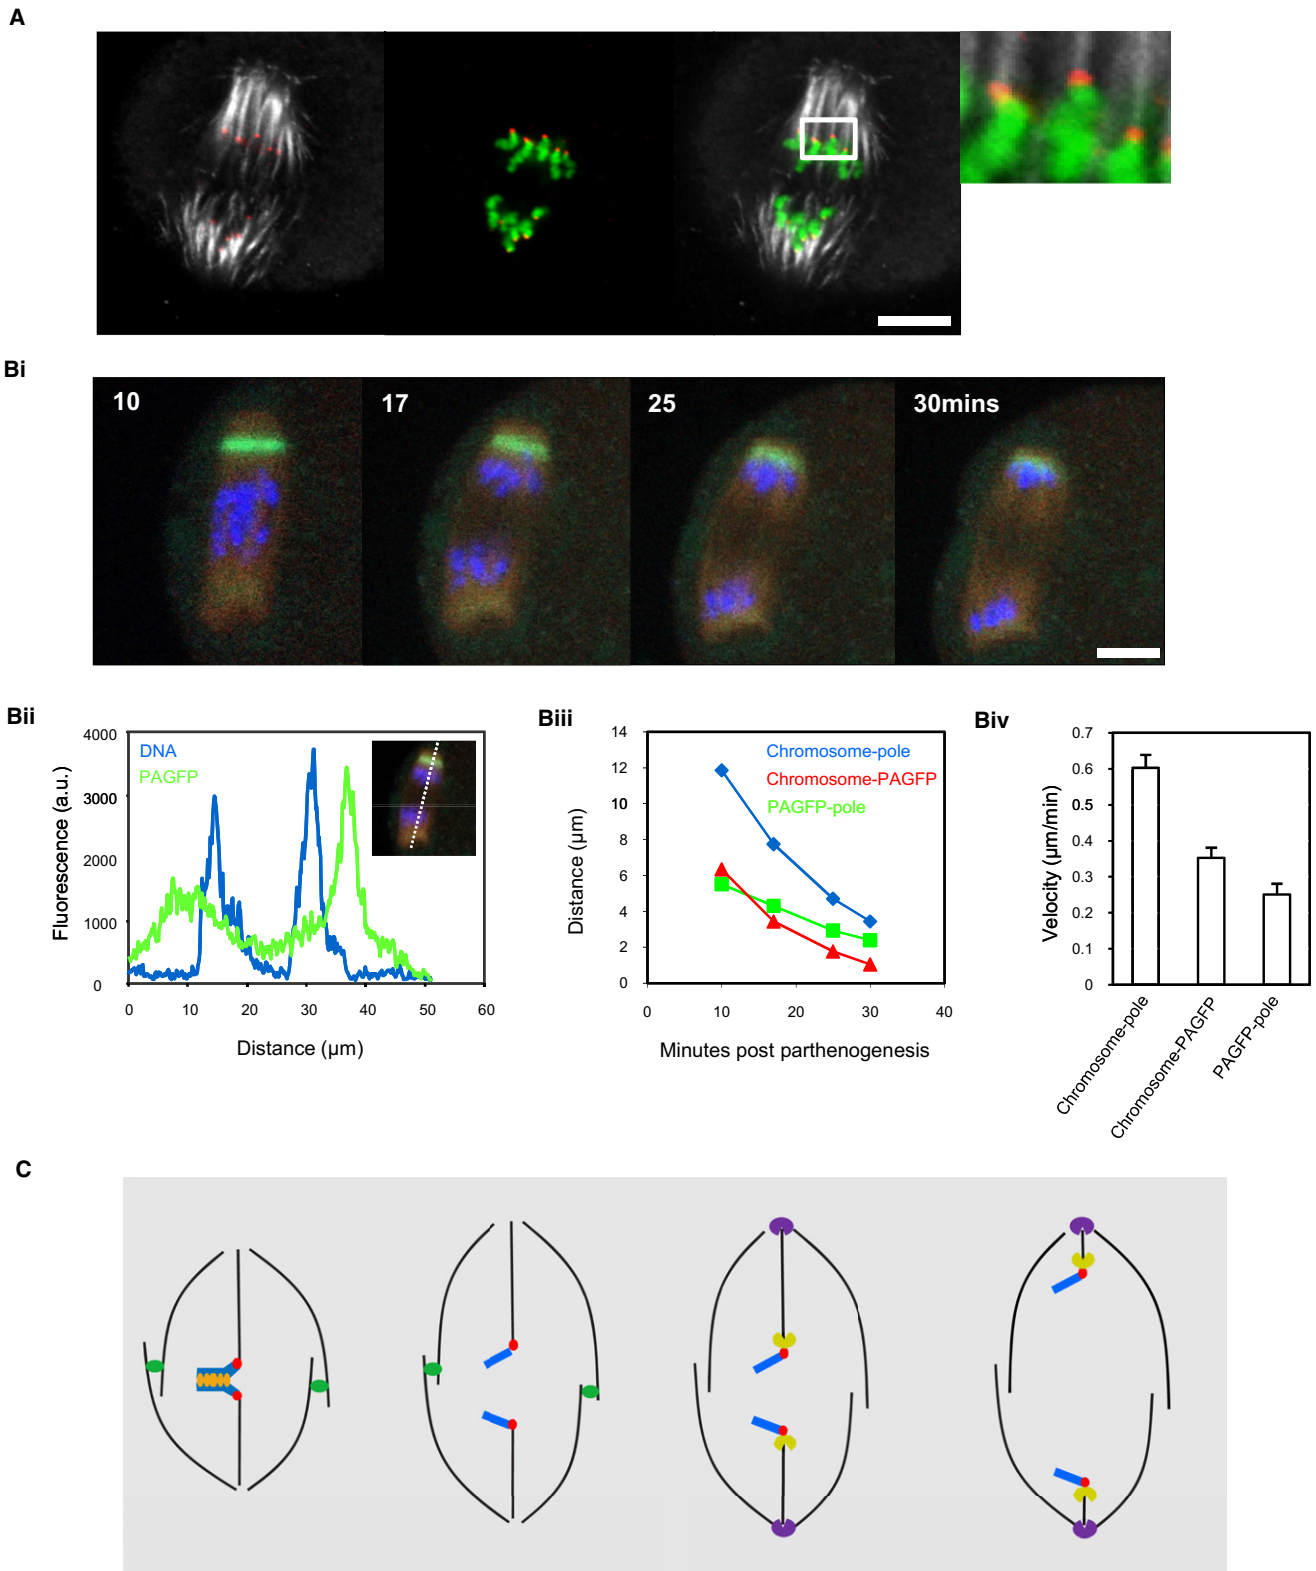 A
Bi
10
17
25
30mins
Bii
DNA
PAGFP
Fluorescence (a.u.)
4000
3000
2000
1000
0
0 10 20 30 40 50 60
Distance (µm)
Biii
Chromosome-pole
Chromosome-PAGFP
PAGFP-pole
Distance (µm)
14
12
10
8
6
4
2
0
0 10 20 30 40
Minutes post parthenogenesis
Biv
Velocity (µm/min)
0.7
0.6
0.5
0.4
0.3
0.2
0.1
0
Chromosome-pole
Chromosome-PAGFP
PAGFP-pole
C